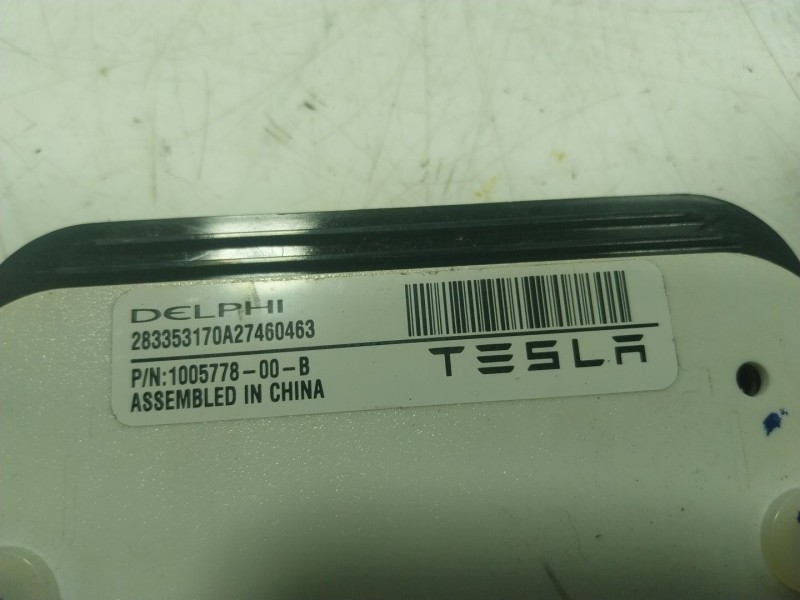 DELPHI
283353170A27460463
TESLA
P/N:1005778-00-B
ASSEMBLED IN CHINA